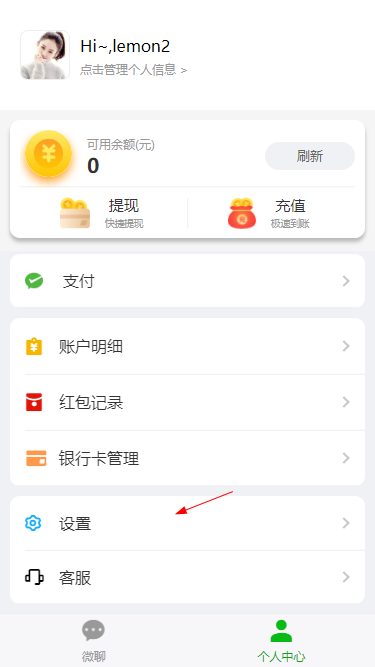 Hi~,lemon2
点击管理个人信息 >
可用余额(元)
0
刷新
提现
快捷提现
充值
极速到账
支付
账户明细
红包记录
银行卡管理
设置
客服
微聊
个人中心